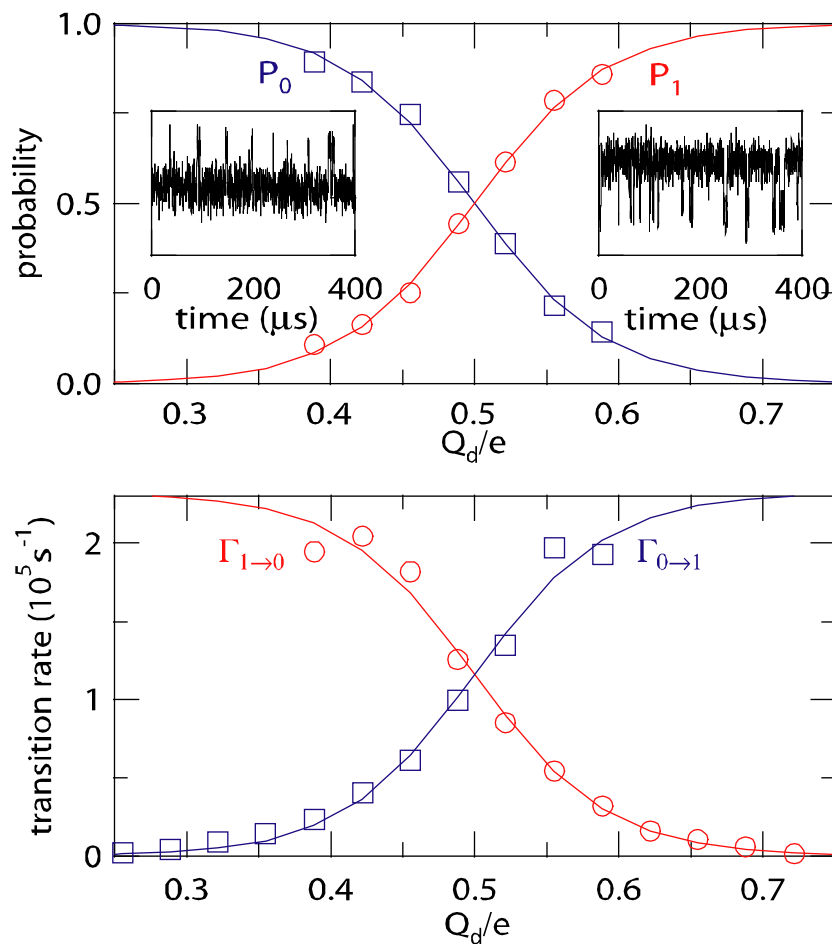 1.0
0.5
0.0
probability
P0
P1
0 200 400
time (μs)
0 200 400
time (μs)
0.3 0.4 0.5 0.6 0.7
Qd/e
2
1
0
transition rate (10⁵ s⁻¹)
Γ1→0
Γ0→1
0.3 0.4 0.5 0.6 0.7
Qd/e